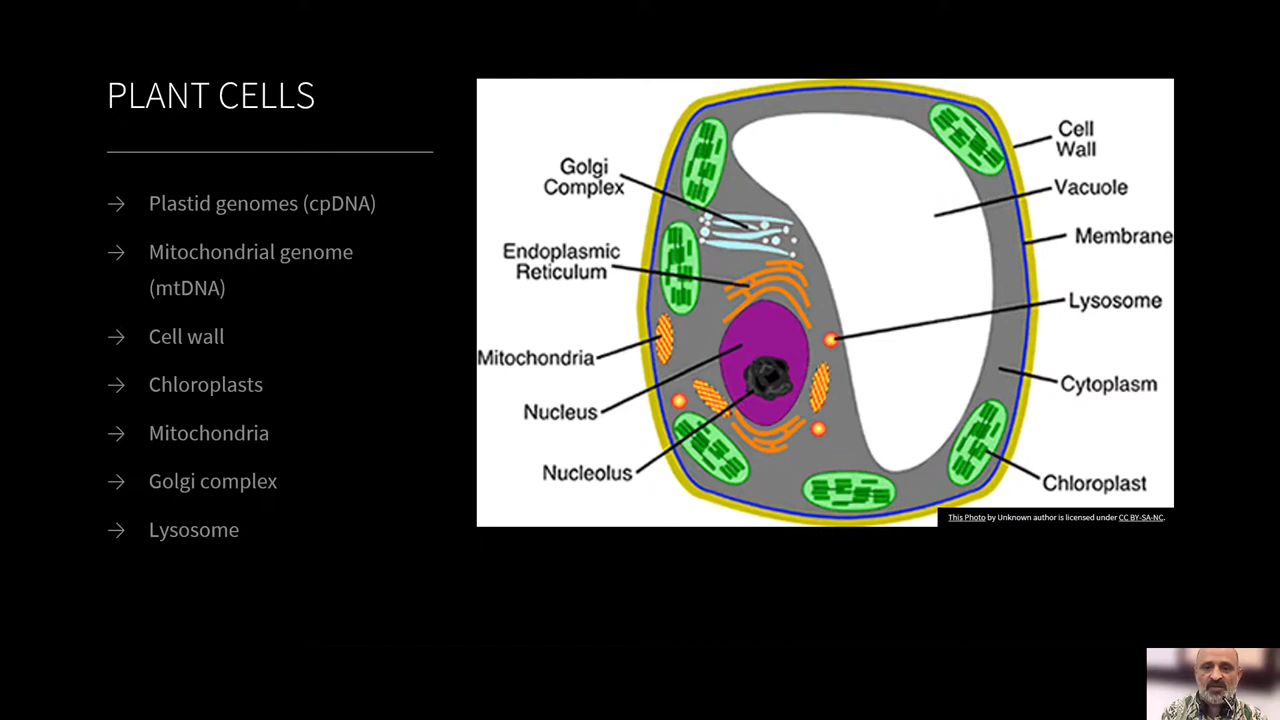 PLANT CELLS
→ Plastid genomes (cpDNA)
→ Mitochondrial genome
(mtDNA)
→ Cell wall
→ Chloroplasts
→ Mitochondria
→ Golgi complex
→ Lysosome
Golgi
Complex
Endoplasmic
Reticulum
Mitochondria
Nucleus
Nucleolus
Cell
Wall
Vacuole
Membrane
Lysosome
Cytoplasm
Chloroplast
This Photo by Unknown author is licensed under CC BY-SA-NC.